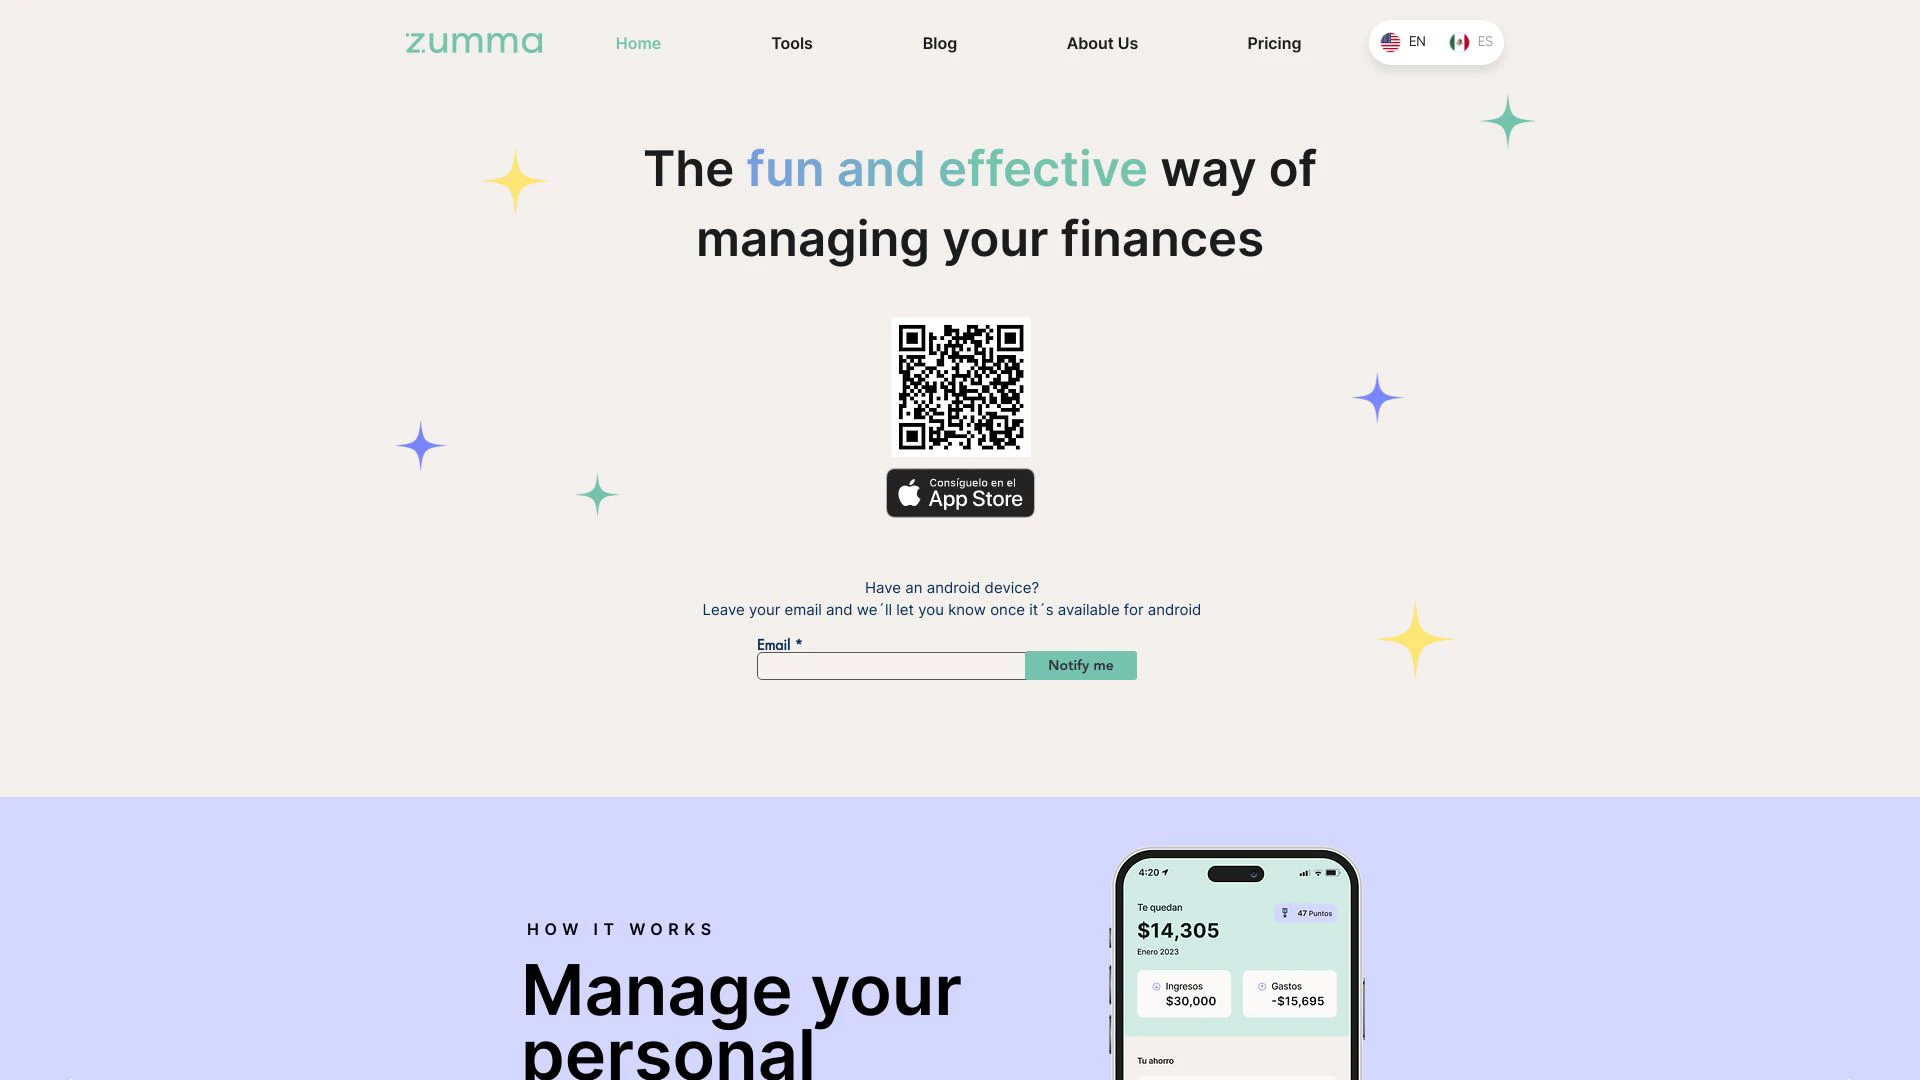 zumma
Home
Tools
Blog
About Us
Pricing
EN
ES
The fun and effective way of
managing your finances
Consíguelo en el
App Store
Have an android device?
Leave your email and we´ll let you know once it´s available for android
Email *
Notify me
HOW IT WORKS
Manage your
personal
4:20
Te quedan
47 Puntos
$14,305
Enero 2023
Ingresos
$30,000
Gastos
-$15,695
Tu ahorro